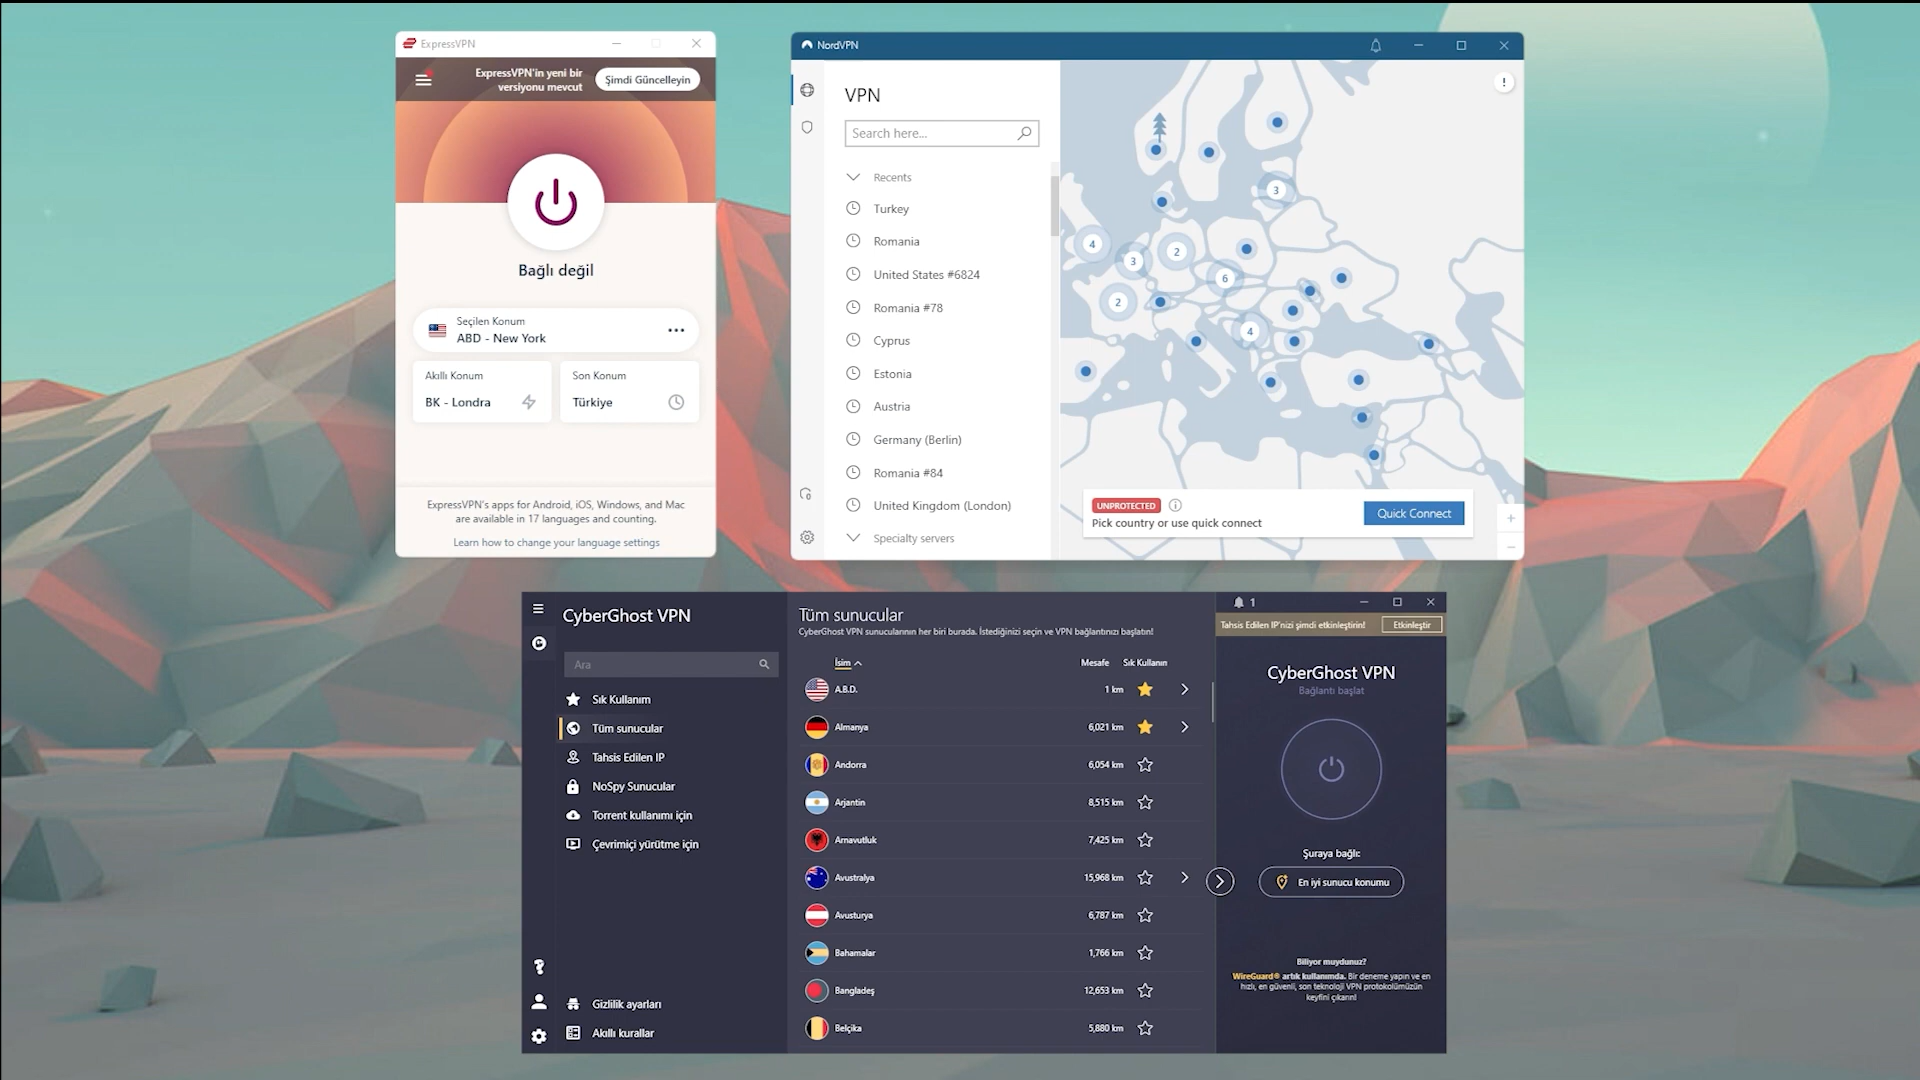 ExpressVPN
ExpressVPN'in yeni bir
versiyonu mevcut
Şimdi Güncelleyin
Bağlı değil
Seçilen Konum
ABD - New York
Akıllı Konum
BK - Londra
Son Konum
Türkiye
ExpressVPN's apps for Android, iOS, Windows, and Mac
are available in 17 languages and counting.
Learn how to change your language settings
NordVPN
VPN
Search here...
Recents
Turkey
Romania
United States #6824
Romania #78
Cyprus
Estonia
Austria
Germany (Berlin)
Romania #84
United Kingdom (London)
Specialty servers
3
4
3
2
6
2
4
UNPROTECTED
Pick country or use quick connect
Quick Connect
CyberGhost VPN
Ara
Sık Kullanım
Tüm sunucular
Tahsis Edilen IP
NoSpy Sunucular
Torrent kullanımı için
Çevrimiçi yürütme için
Gizlilik ayarları
Akıllı kurallar
Tüm sunucular
CyberGhost VPN sunucularının her biri burada. İstediğinizi seçin ve VPN bağlantınızı başlatın!
İsim Mesafe Sık Kullanın
A.B.D. 1 km
Almanya 6,021 km
Andorra 6,054 km
Arjantin 8,515 km
Arnavutluk 7,425 km
Avustralya 15,968 km
Avusturya 6,787 km
Bahamalar 1,766 km
Bangladeş 12,653 km
Belçika 5,880 km
1
Tahsis Edilen IP'nizi şimdi etkinleştirin!
Etkinleştir
CyberGhost VPN
Bağlantı başlat
Şuraya bağlı:
En iyi sunucu konumu
Biliyor muydunuz?
WireGuard® artık kullanımda. Bir deneme yapın ve en
hızlı, en güvenli, son teknoloji VPN protokolümüzün
keyfini çıkarın!